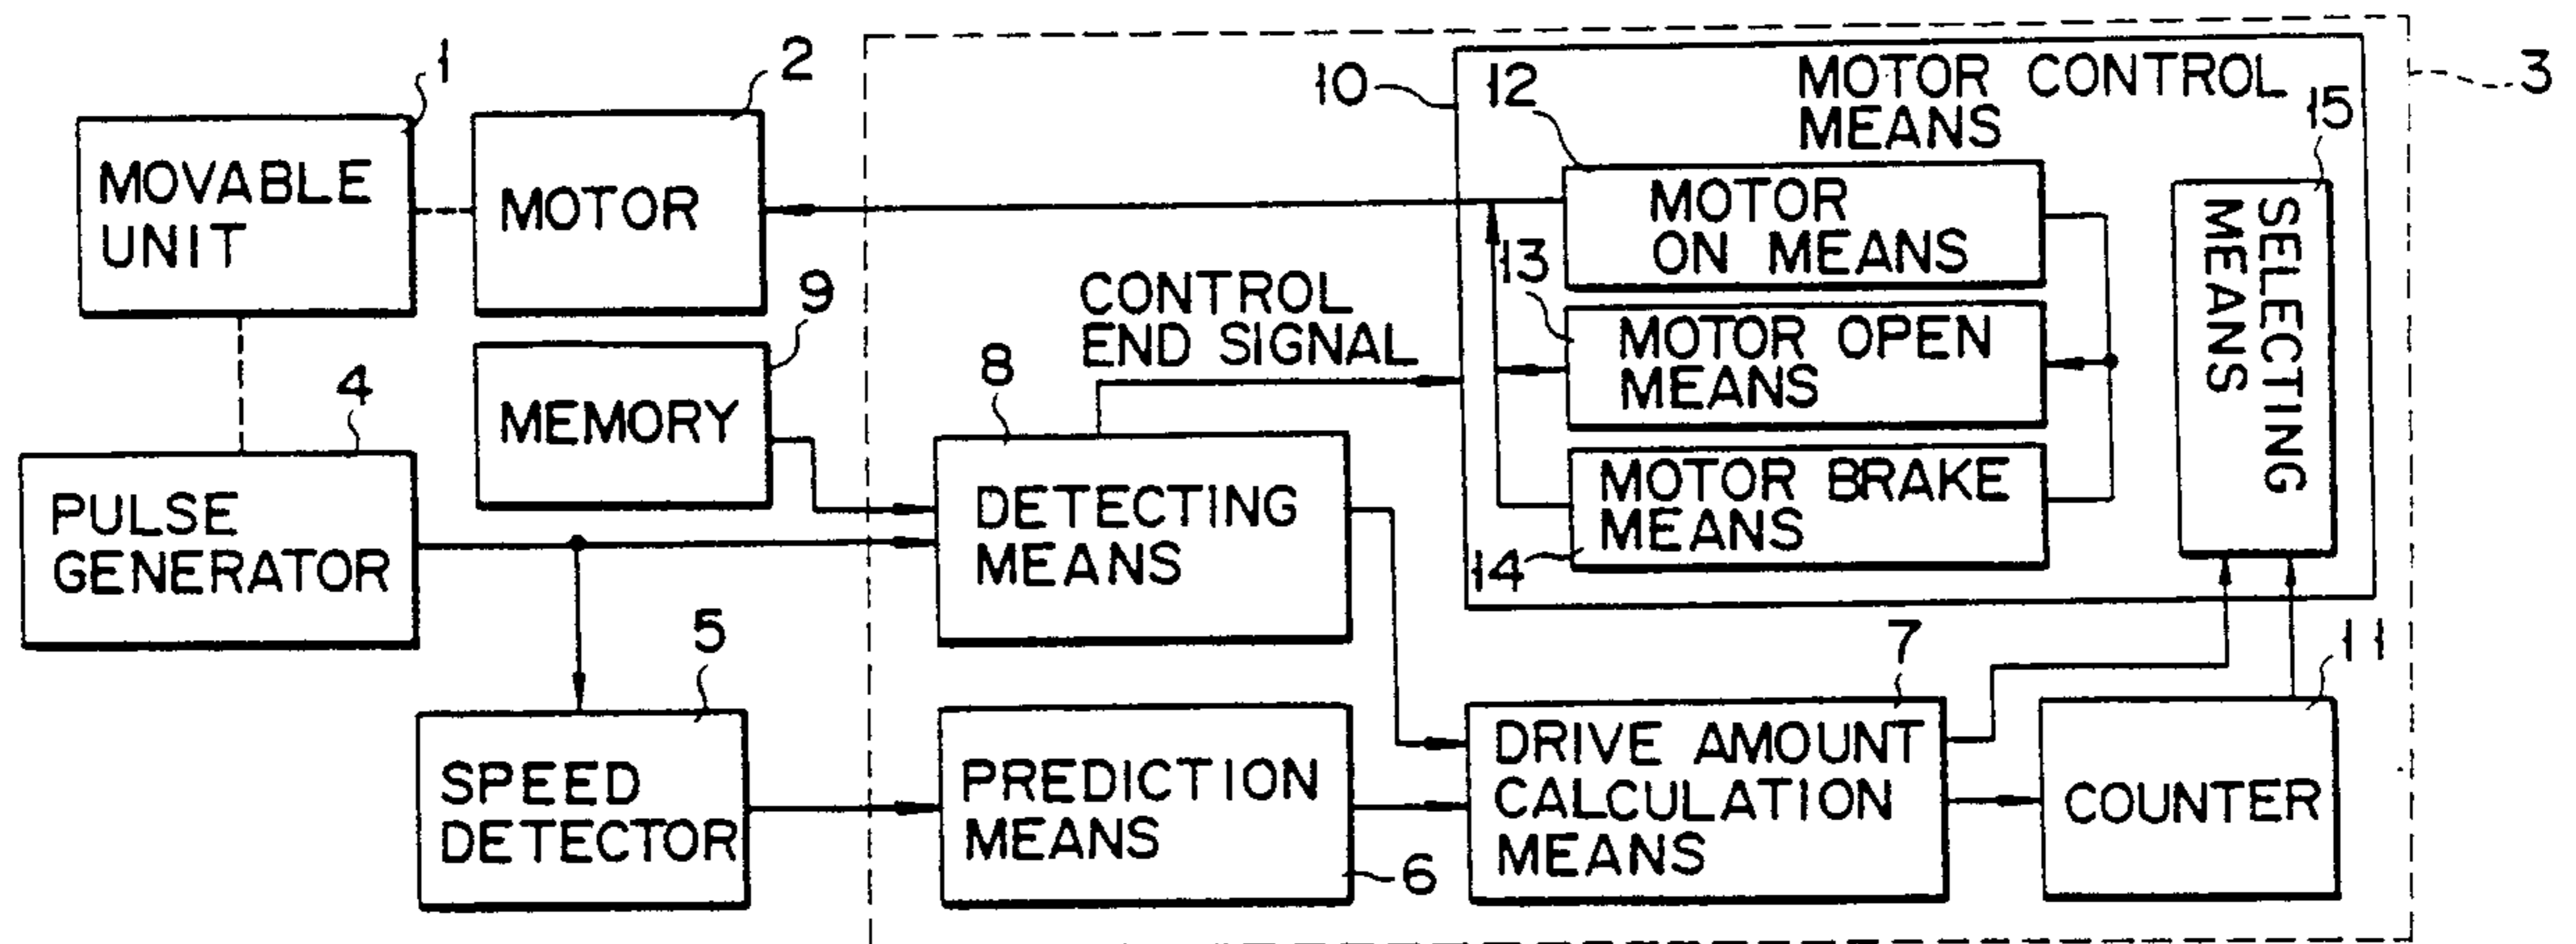 1
2
3
MOVABLE
UNIT
MOTOR
10
12
MOTOR CONTROL
MEANS
15
MOTOR
ON MEANS
SELECTING
MEANS
13
MOTOR OPEN
MEANS
14
MOTOR BRAKE
MEANS
CONTROL
END SIGNAL
9
MEMORY
4
PULSE
GENERATOR
8
DETECTING
MEANS
5
SPEED
DETECTOR
PREDICTION
MEANS
6
7
DRIVE AMOUNT
CALCULATION
MEANS
11
COUNTER